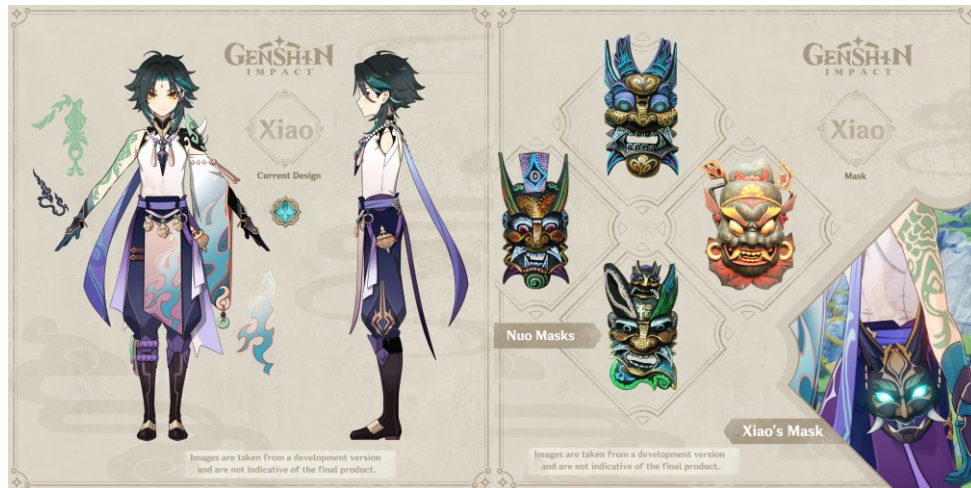 GENSHIN
IMPACT
Xiao
Current Design
Images are taken from a development version
and are not indicative of the final product.
GENSHIN
IMPACT
Xiao
Mask
Nuo Masks
Xiao's Mask
Images are taken from a development version
and are not indicative of the final product.